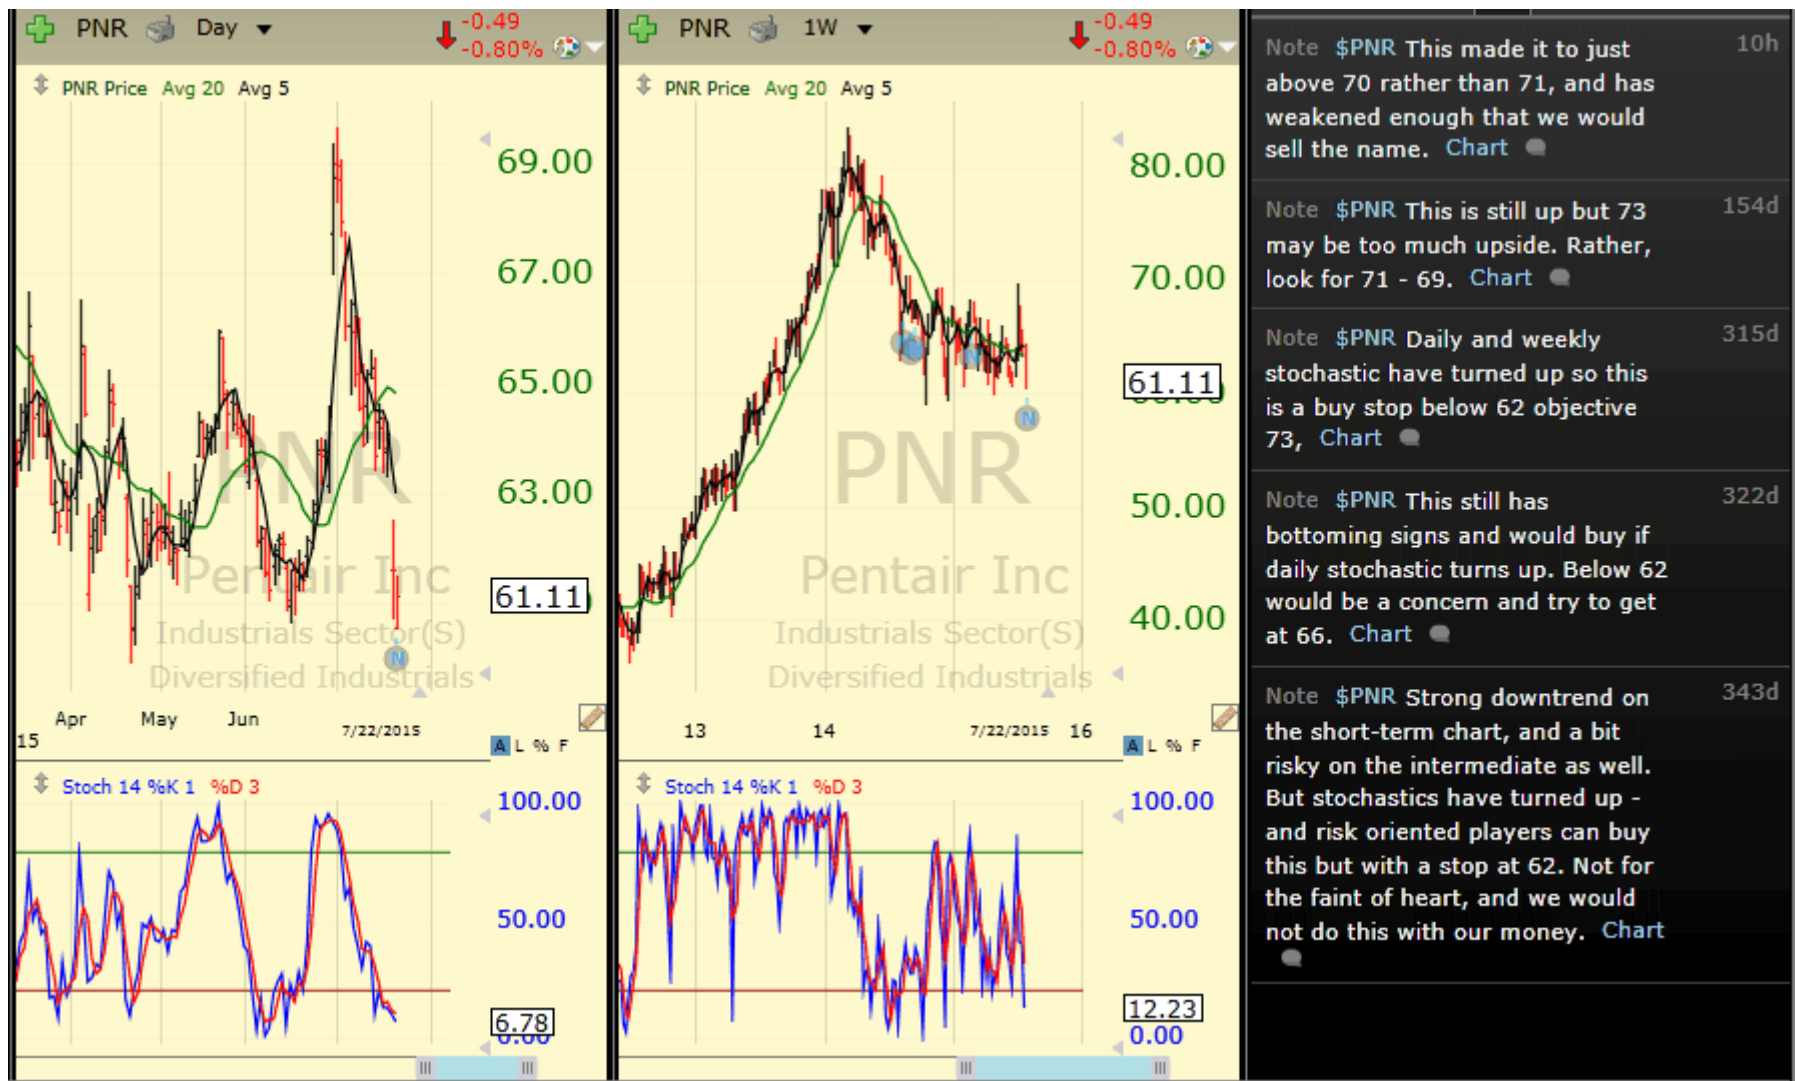 PNR Day
-0.49
-0.80%
PNR Price Avg 20 Avg 5
69.00
67.00
65.00
63.00
61.11
PNR
Pentair Inc
Industrials Sector(S)
Diversified Industrials
N
Apr May Jun 7/22/2015
15
A L % F
Stoch 14 %K 1 %D 3
100.00
50.00
6.78
0.00
PNR 1W
-0.49
-0.80%
PNR Price Avg 20 Avg 5
80.00
70.00
61.11
60.00
50.00
40.00
PNR
Pentair Inc
Industrials Sector(S)
Diversified Industrials
N
N
N
13 14 7/22/2015 16
A L % F
Stoch 14 %K 1 %D 3
100.00
50.00
12.23
0.00
Note $PNR This made it to just 10h
above 70 rather than 71, and has
weakened enough that we would
sell the name. Chart
Note $PNR This is still up but 73 154d
may be too much upside. Rather,
look for 71 - 69. Chart
Note $PNR Daily and weekly 315d
stochastic have turned up so this
is a buy stop below 62 objective
73, Chart
Note $PNR This still has 322d
bottoming signs and would buy if
daily stochastic turns up. Below 62
would be a concern and try to get
at 66. Chart
Note $PNR Strong downtrend on 343d
the short-term chart, and a bit
risky on the intermediate as well.
But stochastics have turned up -
and risk oriented players can buy
this but with a stop at 62. Not for
the faint of heart, and we would
not do this with our money. Chart